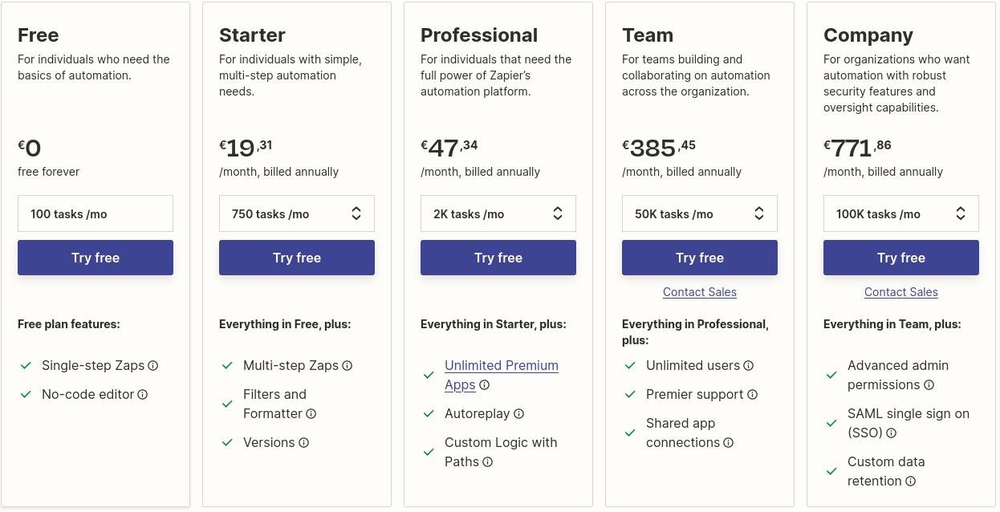 Free
For individuals who need the
basics of automation.
€0
free forever
100 tasks /mo
Try free
Free plan features:
Single-step Zaps
No-code editor
Starter
For individuals with simple,
multi-step automation
needs.
€19,31
/month, billed annually
750 tasks /mo
Try free
Everything in Free, plus:
Multi-step Zaps
Filters and
Formatter
Versions
Professional
For individuals that need the
full power of Zapier’s
automation platform.
€47,34
/month, billed annually
2K tasks /mo
Try free
Everything in Starter, plus:
Unlimited Premium
Apps
Autoreplay
Custom Logic with
Paths
Team
For teams building and
collaborating on automation
across the organization.
€385,45
/month, billed annually
50K tasks /mo
Try free
Contact Sales
Everything in Professional,
plus:
Unlimited users
Premier support
Shared app
connections
Company
For organizations who want
automation with robust
security features and
oversight capabilities.
€771,86
/month, billed annually
100K tasks /mo
Try free
Contact Sales
Everything in Team, plus:
Advanced admin
permissions
SAML single sign on
(SSO)
Custom data
retention